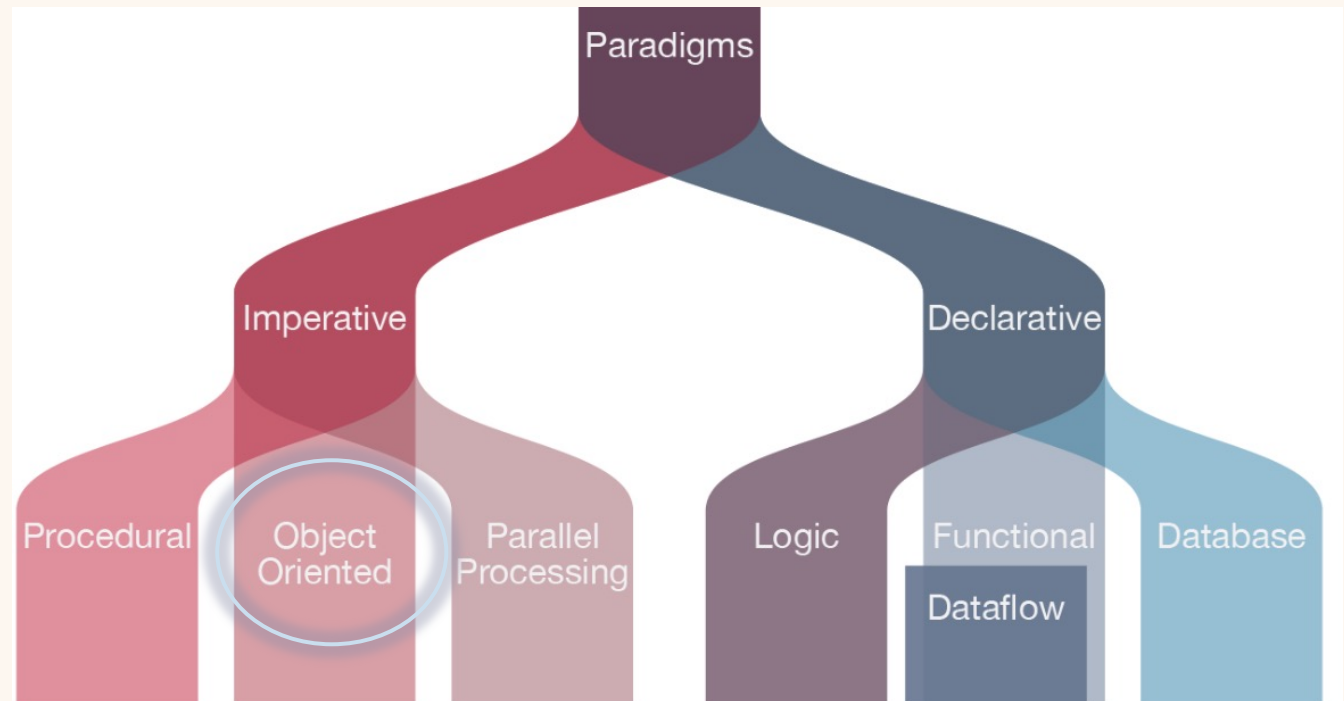 Paradigms
Imperative
Declarative
Procedural
Object
Oriented
Parallel
Processing
Logic
Functional
Database
Dataflow